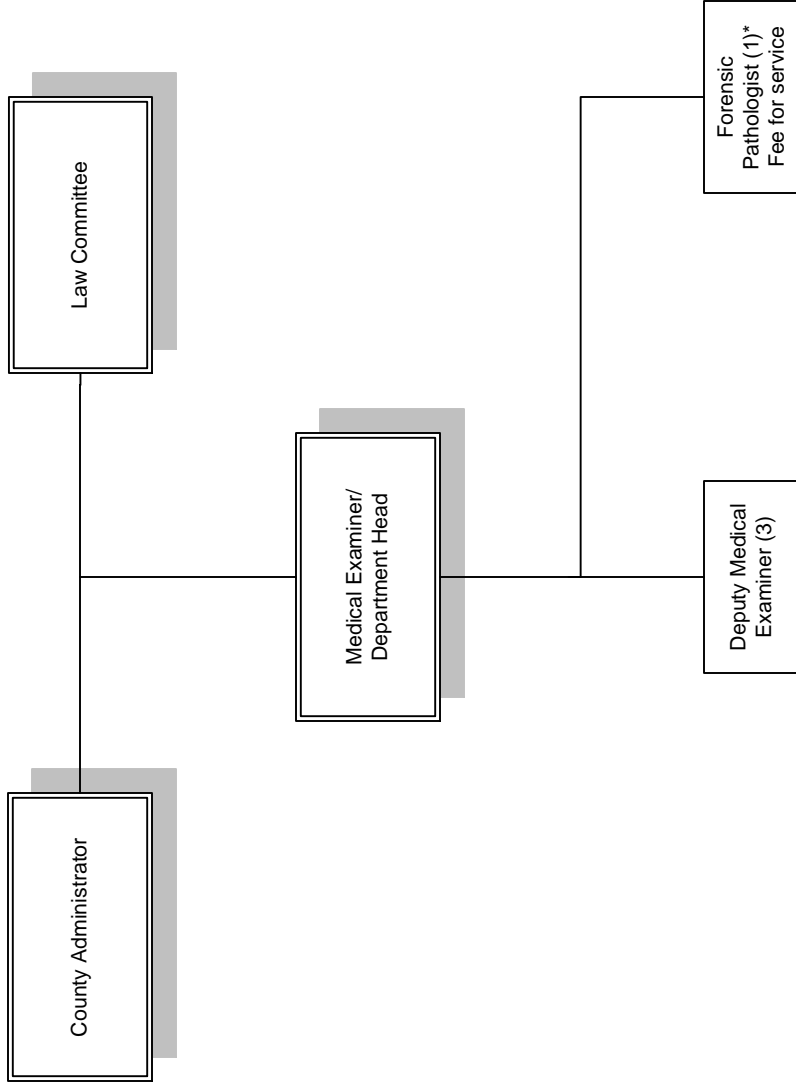 County Administrator
Law Committee
Medical Examiner/
Department Head
Deputy Medical
Examiner (3)
Forensic
Pathologist (1)*
Fee for service